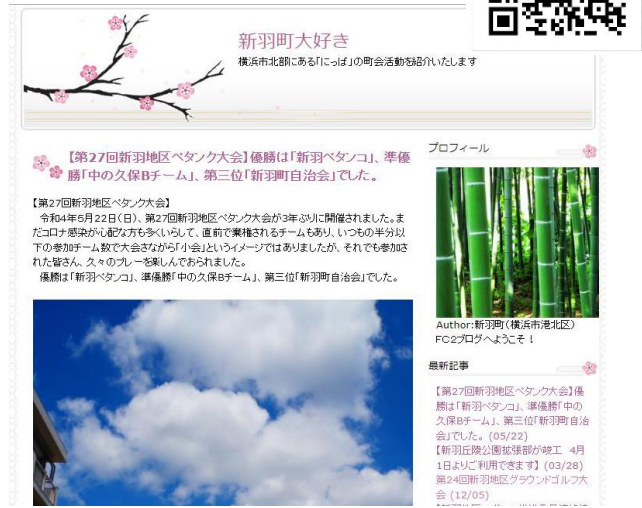 新羽町大好き
横浜市北部にある「にっぱ」の町会活動を紹介いたします
【第27回新羽地区ペタンク大会】優勝は「新羽ペタンコ」、準優
勝「中の久保Bチーム」、第三位「新羽町自治会」でした。
【第27回新羽地区ペタンク大会】
令和4年5月22日(日)、第27回新羽地区ペタンク大会が3年ぶりに開催されました。ま
だコロナ感染が心配な方も多くいらして、直前で棄権されるチームもあり、いつもの半分以
下の参加チーム数で大会さながら「小会」というイメージではありましたが、それでも参加さ
れた皆さん、久々のプレーを楽しんでおられました。
優勝は「新羽ペタンコ」、準優勝「中の久保Bチーム」、第三位「新羽町自治会」でした。
プロフィール
Author:新羽町(横浜市港北区)
FC2ブログへようこそ！
最新記事
【第27回新羽地区ペタンク大会】優
勝は「新羽ペタンコ」、準優勝「中の
久保Bチーム」、第三位「新羽町自治
会」でした。 (05/22)
【新羽丘陵公園拡張部が竣工 4月
1日よりご利用できます】 (03/28)
第24回新羽地区グラウンドゴルフ大
会 (12/05)